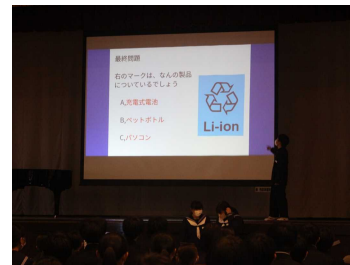 最終問題
右のマークは、なんの製品
についているでしょう
A,充電式電池
B,ペットボトル
C,パソコン
Li-ion